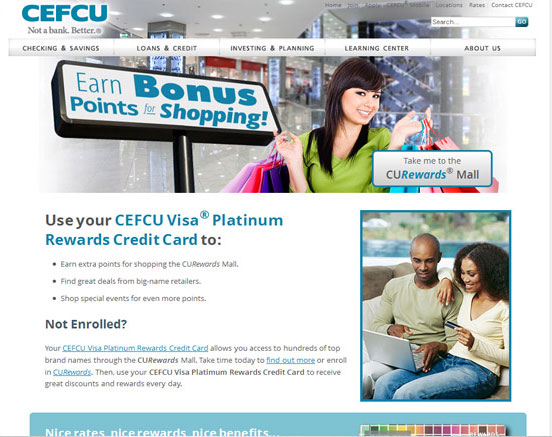 CEFCU
Not a bank. Better.®
Home Join Apply CEFCU® Mobile Locations Rates Contact CEFCU
Search... GO
CHECKING & SAVINGS LOANS & CREDIT INVESTING & PLANNING LEARNING CENTER ABOUT US
Earn Bonus
Points for Shopping!
Take me to the
CURewards® Mall
Use your CEFCU Visa® Platinum
Rewards Credit Card to:
• Earn extra points for shopping the CURewards Mall.
• Find great deals from big-name retailers.
• Shop special events for even more points.
Not Enrolled?
Your CEFCU Visa Platinum Rewards Credit Card allows you access to hundreds of top
brand names through the CURewards Mall. Take time today to find out more or enroll
in CURewards. Then, use your CEFCU Visa Platimum Rewards Credit Card to receive
great discounts and rewards every day.
Nice rates, nice rewards, nice benefits...